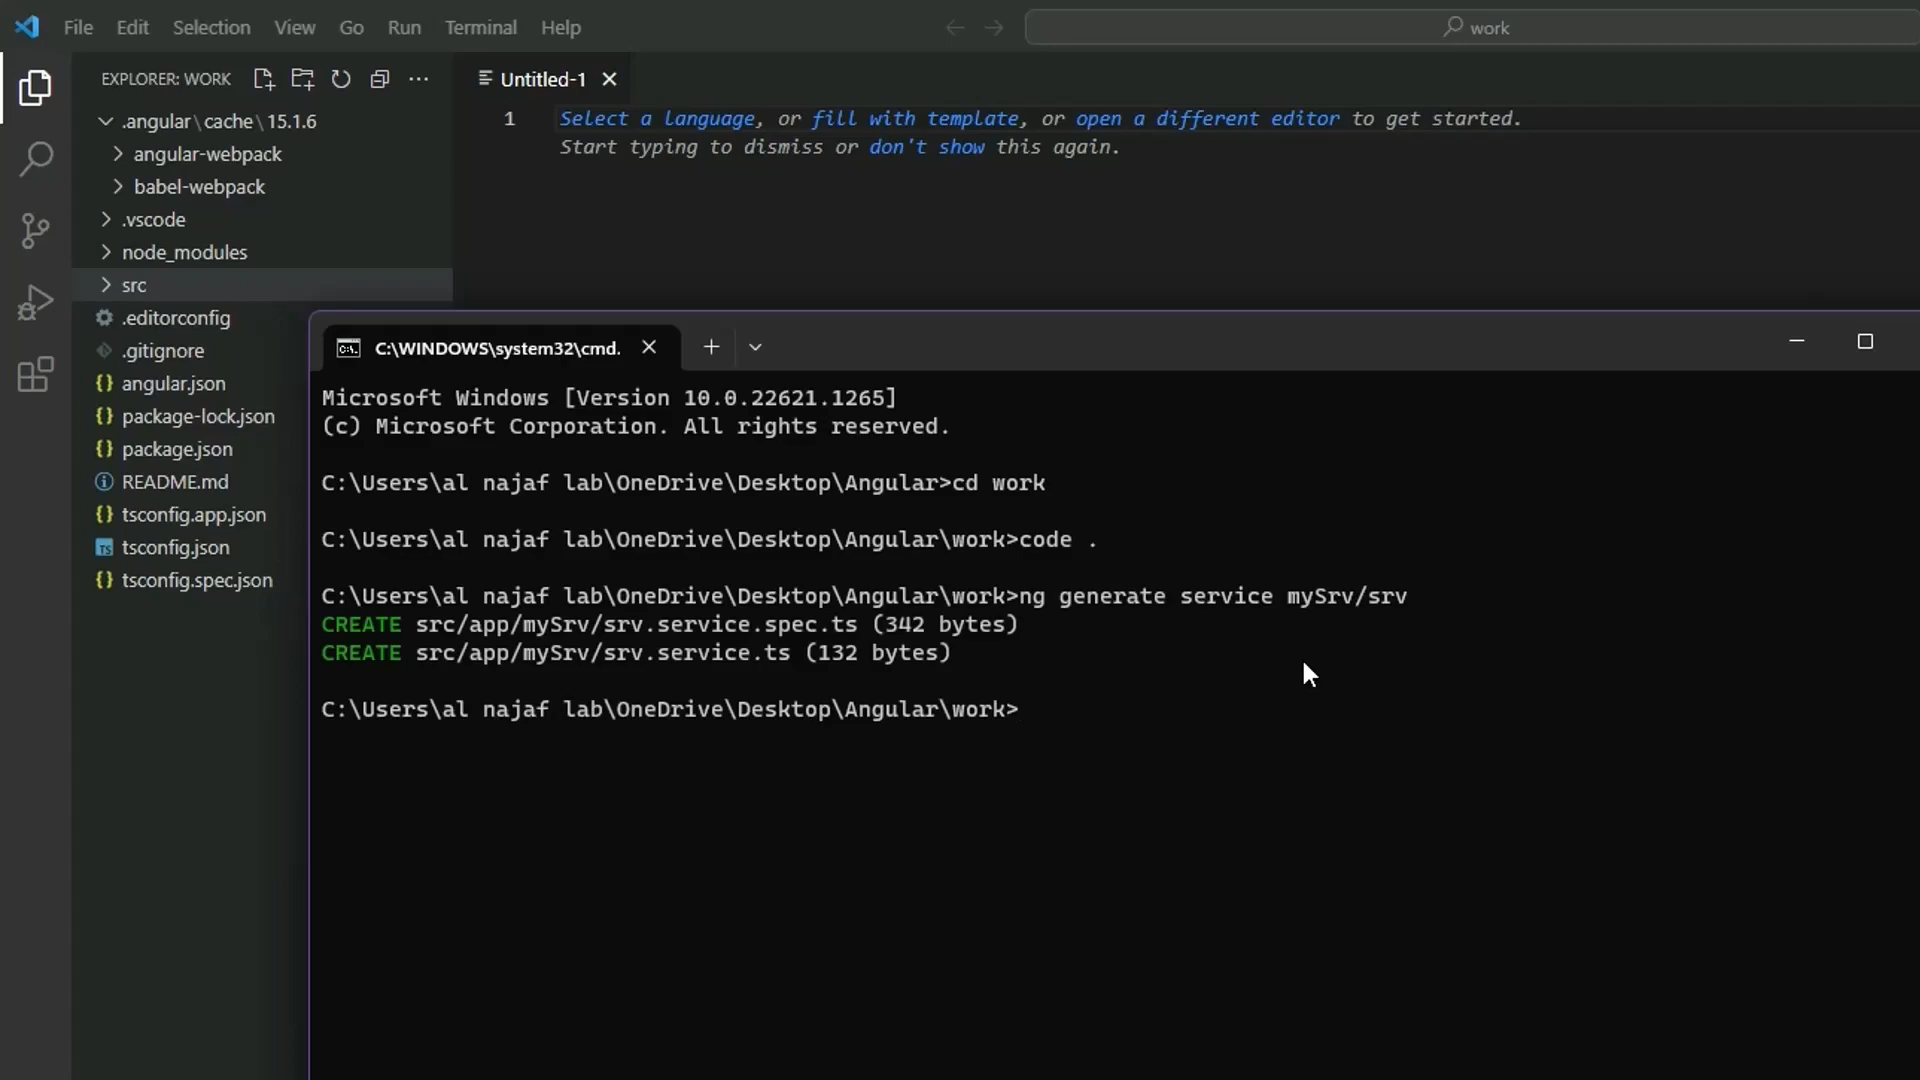 File Edit Selection View Go Run Terminal Help
work
EXPLORER: WORK
Untitled-1
.angular\cache\15.1.6
angular-webpack
babel-webpack
.vscode
node_modules
src
.editorconfig
.gitignore
angular.json
package-lock.json
package.json
README.md
tsconfig.app.json
tsconfig.json
tsconfig.spec.json
1 Select a language, or fill with template, or open a different editor to get started.
Start typing to dismiss or don't show this again.
C:\WINDOWS\system32\cmd.
Microsoft Windows [Version 10.0.22621.1265]
(c) Microsoft Corporation. All rights reserved.
C:\Users\al najaf lab\OneDrive\Desktop\Angular>cd work
C:\Users\al najaf lab\OneDrive\Desktop\Angular\work>code .
C:\Users\al najaf lab\OneDrive\Desktop\Angular\work>ng generate service mySrv/srv
CREATE src/app/mySrv/srv.service.spec.ts (342 bytes)
CREATE src/app/mySrv/srv.service.ts (132 bytes)
C:\Users\al najaf lab\OneDrive\Desktop\Angular\work>